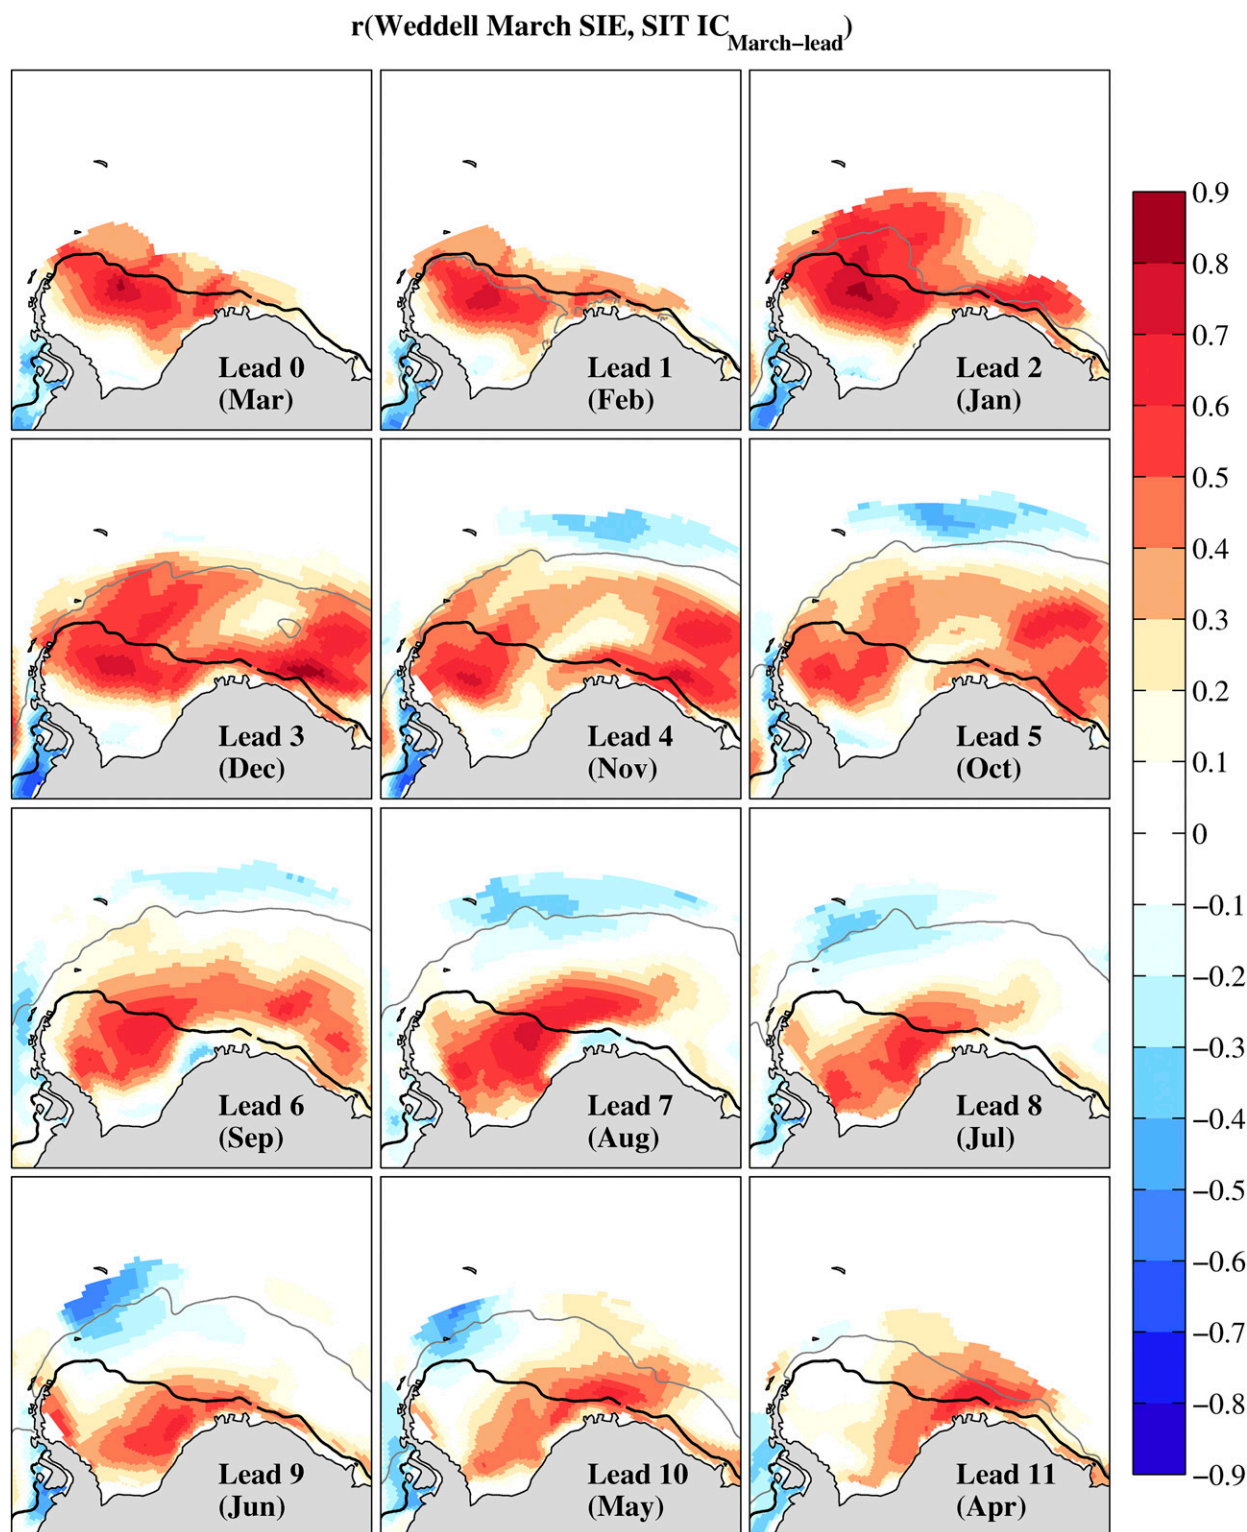 r(Weddell March SIE, SIT IC March−lead)
Lead 0
(Mar)
Lead 1
(Feb)
Lead 2
(Jan)
Lead 3
(Dec)
Lead 4
(Nov)
Lead 5
(Oct)
Lead 6
(Sep)
Lead 7
(Aug)
Lead 8
(Jul)
Lead 9
(Jun)
Lead 10
(May)
Lead 11
(Apr)
0.9
0.8
0.7
0.6
0.5
0.4
0.3
0.2
0.1
0
−0.1
−0.2
−0.3
−0.4
−0.5
−0.6
−0.7
−0.8
−0.9